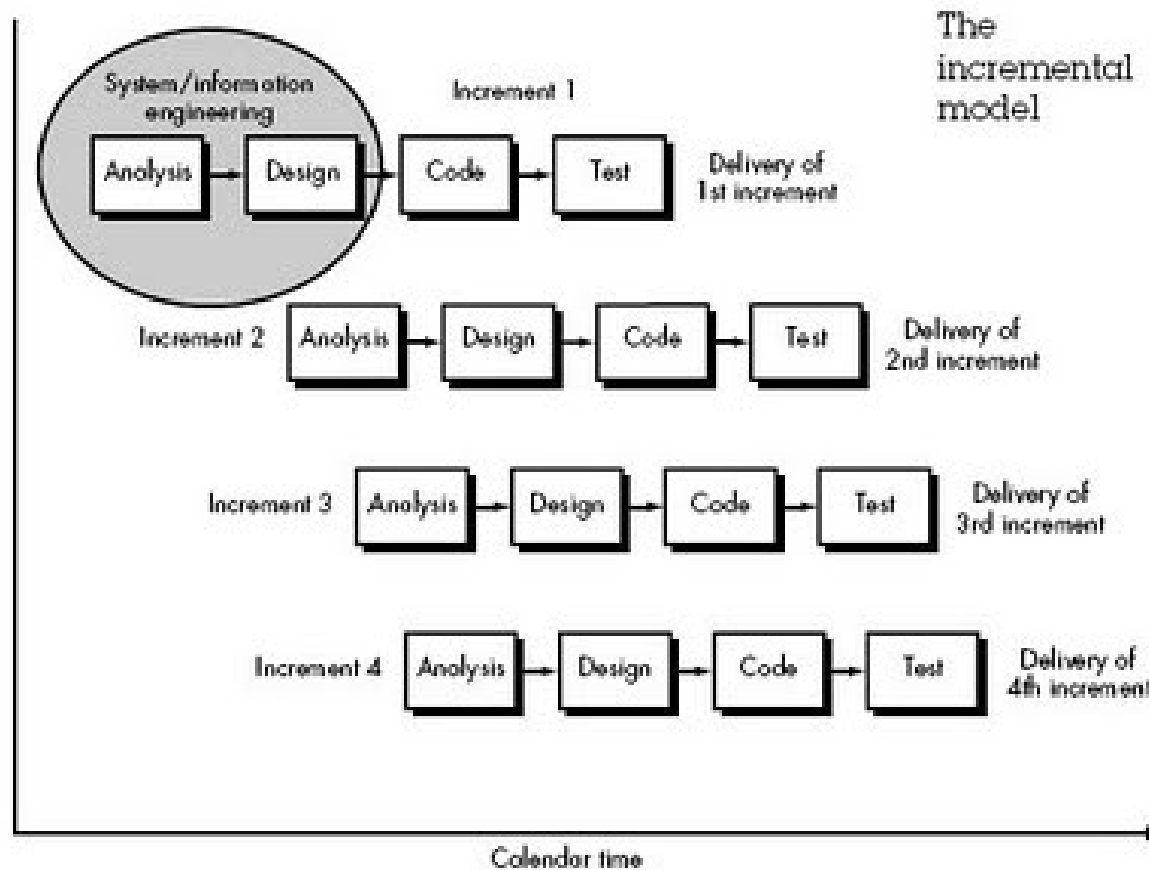 The
incremental
model
System/information
engineering
Increment 1
Analysis
Design
Code
Test
Delivery of
1st increment
Increment 2
Analysis
Design
Code
Test
Delivery of
2nd increment
Increment 3
Analysis
Design
Code
Test
Delivery of
3rd increment
Increment 4
Analysis
Design
Code
Test
Delivery of
4th increment
Calendar time